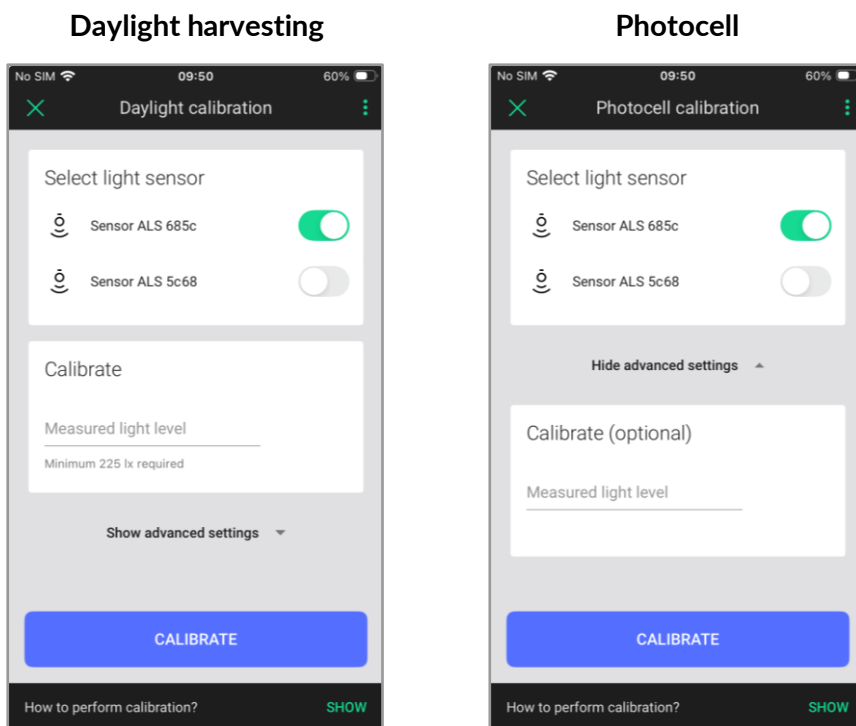 Daylight harvesting
No SIM 09:50 60%
Daylight calibration
Select light sensor
Sensor ALS 685c
Sensor ALS 5c68
Calibrate
Measured light level
Minimum 225 lx required
Show advanced settings
CALIBRATE
How to perform calibration? SHOW
Photocell
No SIM 09:50 60%
Photocell calibration
Select light sensor
Sensor ALS 685c
Sensor ALS 5c68
Hide advanced settings
Calibrate (optional)
Measured light level
CALIBRATE
How to perform calibration? SHOW